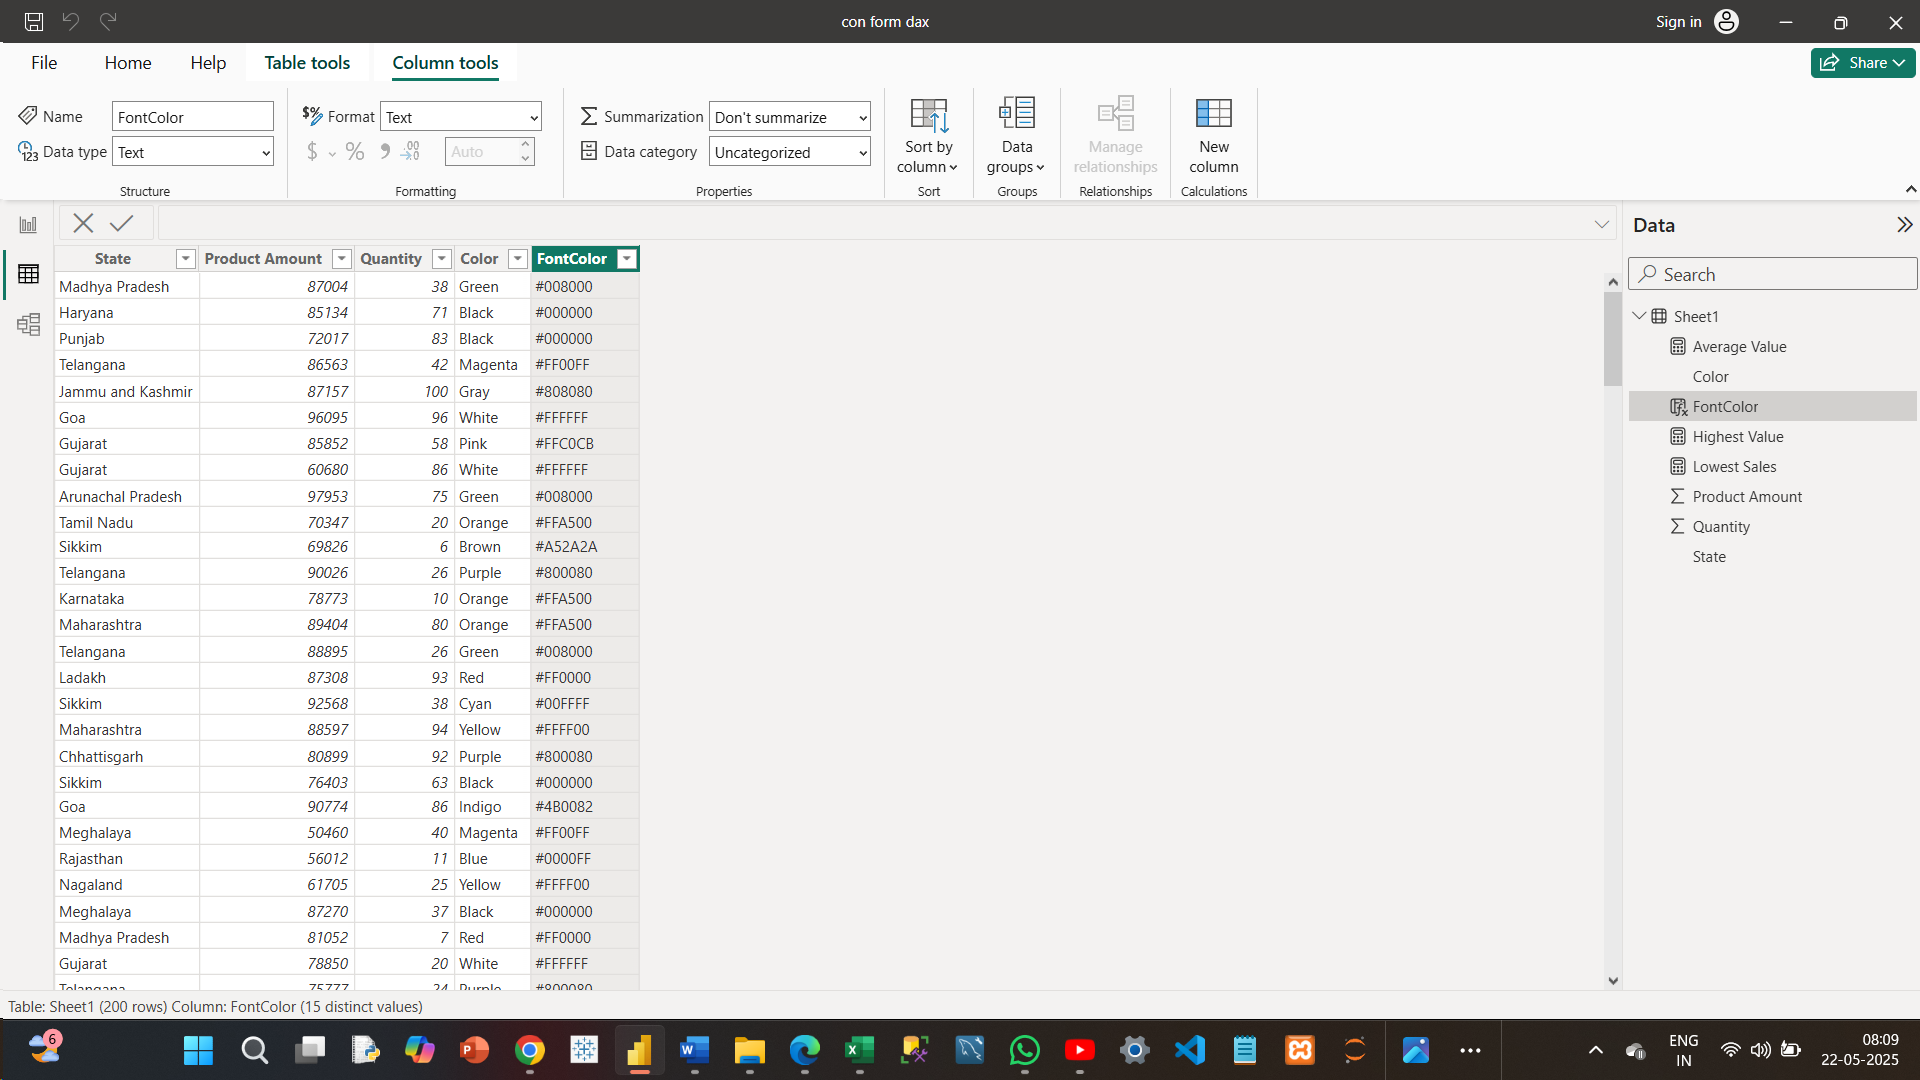 con form dax
Sign in
File Home Help Table tools Column tools
Share
Name FontColor
Data type Text
Structure
$% Format Text
$ % 9 .00 Auto
Formatting
Summarization Don't summarize
Data category Uncategorized
Properties
Sort by
column
Sort
Data
groups
Groups
Manage
relationships
Relationships
New
column
Calculations
State Product Amount Quantity Color FontColor
Madhya Pradesh 87004 38 Green #008000
Haryana 85134 71 Black #000000
Punjab 72017 83 Black #000000
Telangana 86563 42 Magenta #FF00FF
Jammu and Kashmir 87157 100 Gray #808080
Goa 96095 96 White #FFFFFF
Gujarat 85852 58 Pink #FFC0CB
Gujarat 60680 86 White #FFFFFF
Arunachal Pradesh 97953 75 Green #008000
Tamil Nadu 70347 20 Orange #FFA500
Sikkim 69826 6 Brown #A52A2A
Telangana 90026 26 Purple #800080
Karnataka 78773 10 Orange #FFA500
Maharashtra 89404 80 Orange #FFA500
Telangana 88895 26 Green #008000
Ladakh 87308 93 Red #FF0000
Sikkim 92568 38 Cyan #00FFFF
Maharashtra 88597 94 Yellow #FFFF00
Chhattisgarh 80899 92 Purple #800080
Sikkim 76403 63 Black #000000
Goa 90774 86 Indigo #4B0082
Meghalaya 50460 40 Magenta #FF00FF
Rajasthan 56012 11 Blue #0000FF
Nagaland 61705 25 Yellow #FFFF00
Meghalaya 87270 37 Black #000000
Madhya Pradesh 81052 7 Red #FF0000
Gujarat 78850 20 White #FFFFFF
Telangana 75777 24 Purple #800080
Data
Search
Sheet1
Average Value
Color
FontColor
Highest Value
Lowest Sales
Product Amount
Quantity
State
Table: Sheet1 (200 rows) Column: FontColor (15 distinct values)
6
ENG
IN
08:09
22-05-2025